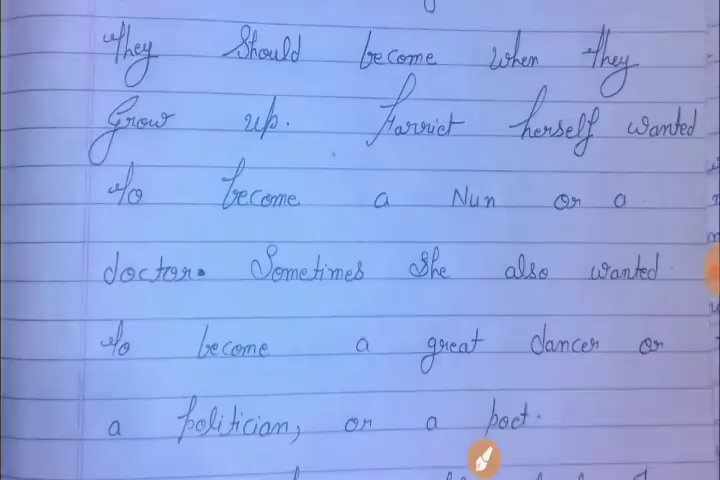 They should become when they
Grow up. Harriet herself wanted
to become a Nun or a
doctor. Sometimes she also wanted
to become a great dancer or
a politician, or a poet.